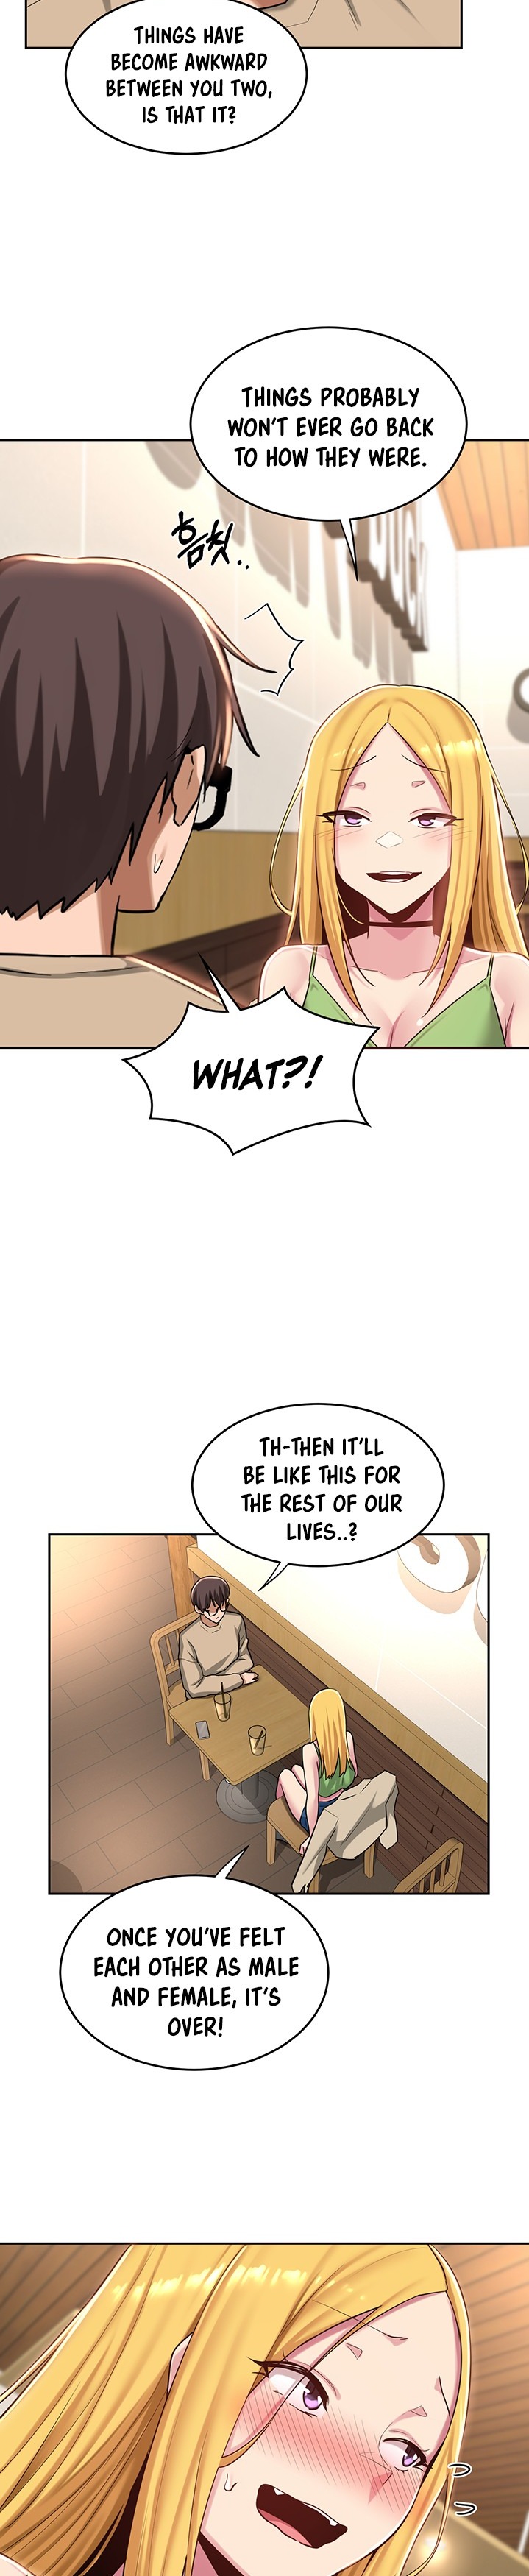 THINGS HAVE
BECOME AWKWARD
BETWEEN YOU TWO,
IS THAT IT?
THINGS PROBABLY
WON'T EVER GO BACK
TO HOW THEY WERE.
흠칫..
WHAT?!
TH-THEN IT'LL
BE LIKE THIS FOR
THE REST OF OUR
LIVES..?
ONCE YOU'VE FELT
EACH OTHER AS MALE
AND FEMALE, IT'S
OVER!